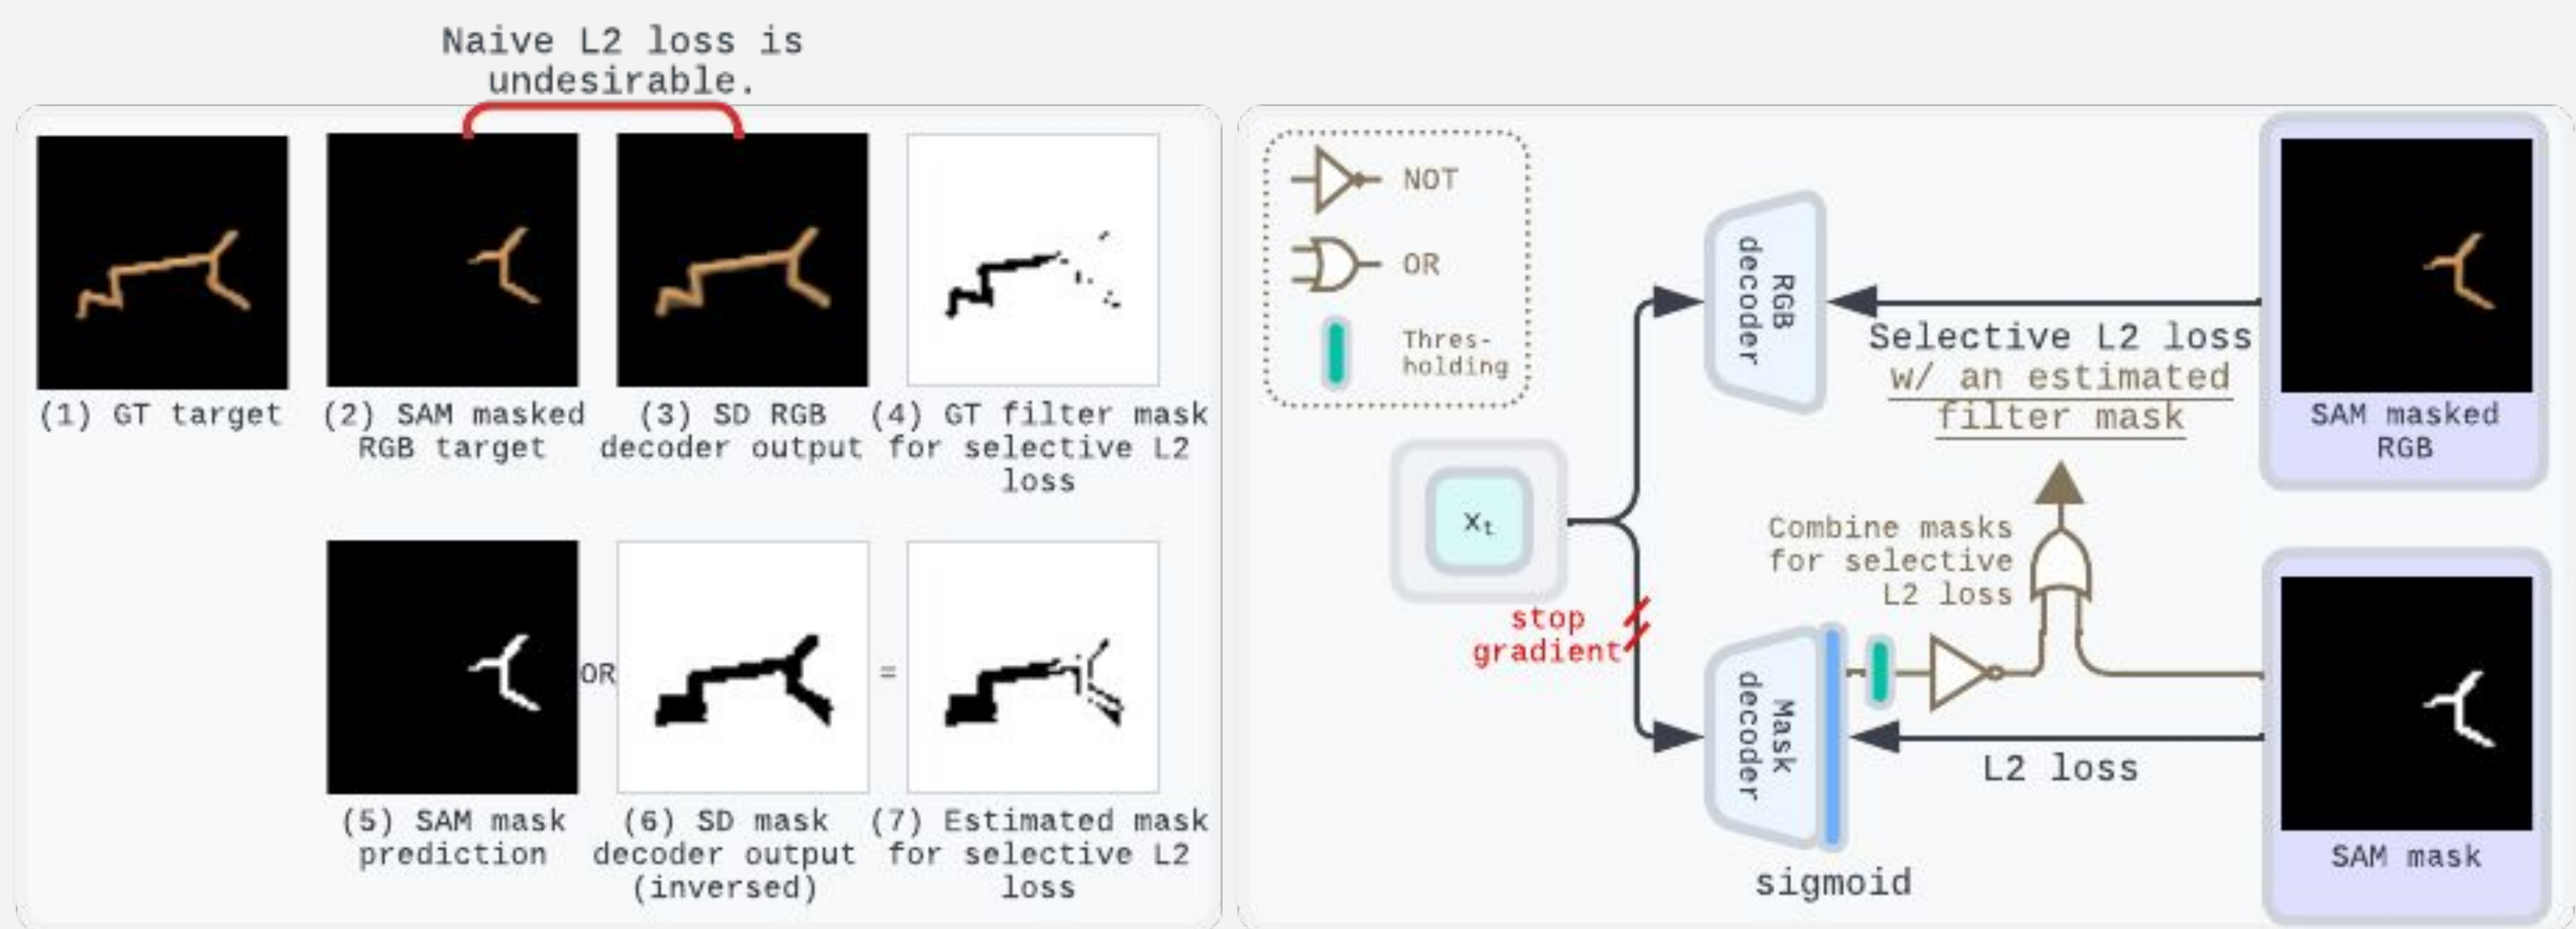 Naive L2 loss is
undesirable.
(1) GT target
(2) SAM masked
RGB target
(3) SD RGB
decoder output
(4) GT filter mask
for selective L2
loss
(5) SAM mask
prediction
OR
(6) SD mask
decoder output
(inversed)
=
(7) Estimated mask
for selective L2
loss
NOT
OR
Thres-
holding
xt
stop
gradient
RGB
decoder
Selective L2 loss
w/ an estimated
filter mask
SAM masked
RGB
Combine masks
for selective
L2 loss
Mask
decoder
sigmoid
L2 loss
SAM mask